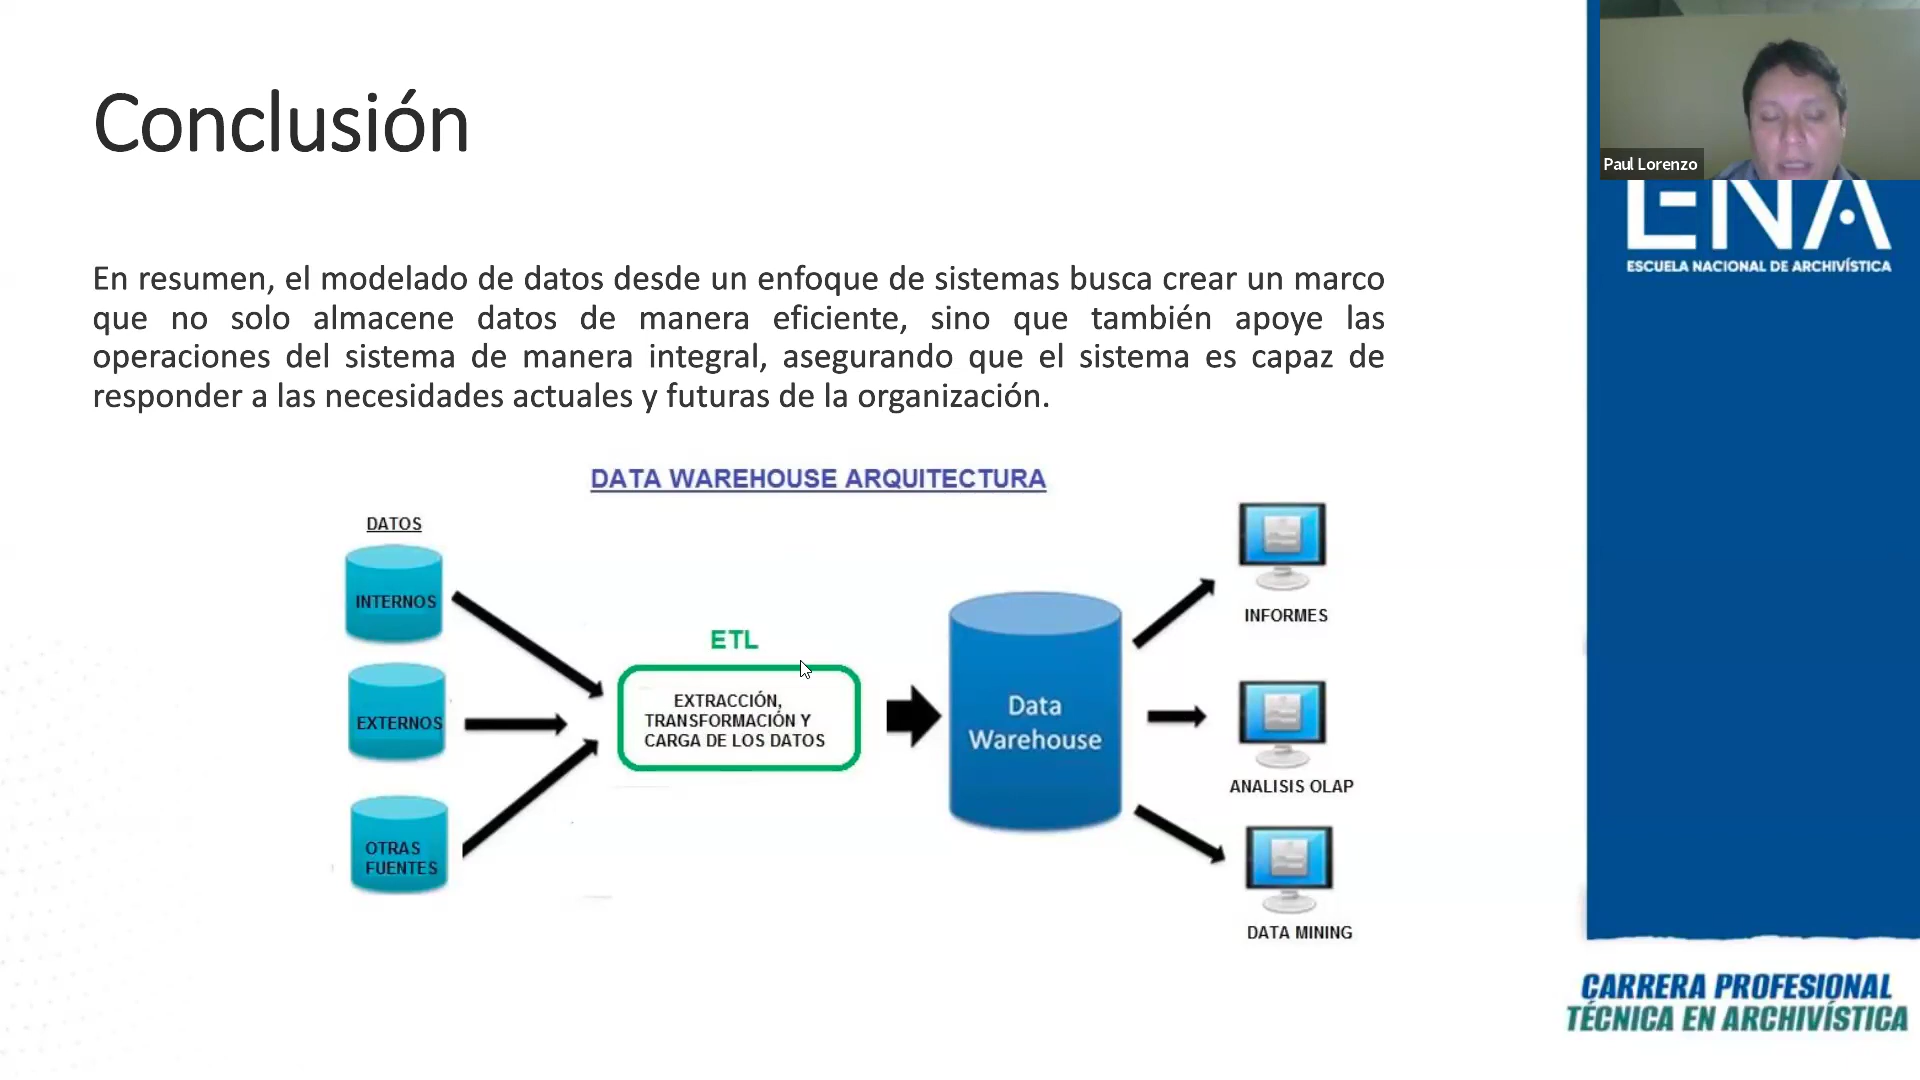 Conclusión
Paul Lorenzo
ENA
ESCUELA NACIONAL DE ARCHIVÍSTICA
En resumen, el modelado de datos desde un enfoque de sistemas busca crear un marco
que no solo almacene datos de manera eficiente, sino que también apoye las
operaciones del sistema de manera integral, asegurando que el sistema es capaz de
responder a las necesidades actuales y futuras de la organización.
DATA WAREHOUSE ARQUITECTURA
DATOS
INTERNOS
EXTERNOS
OTRAS
FUENTES
ETL
EXTRACCIÓN,
TRANSFORMACIÓN Y
CARGA DE LOS DATOS
Data
Warehouse
INFORMES
ANALISIS OLAP
DATA MINING
CARRERA PROFESIONAL
TÉCNICA EN ARCHIVÍSTICA